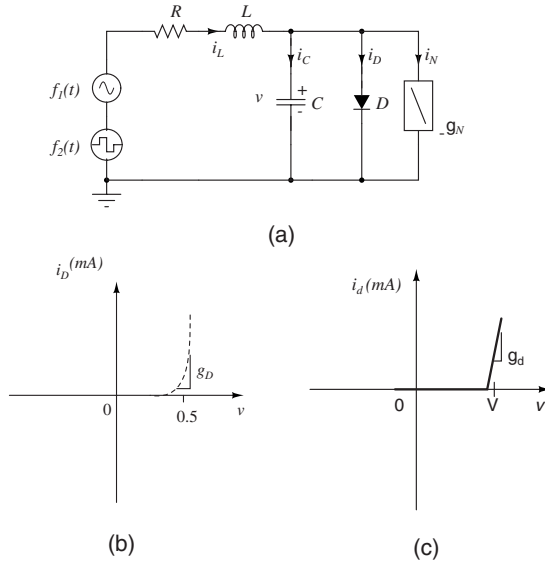 R
L
i_L
i_C
i_D
i_N
f_1(t)
v
+
-
C
D
-g_N
f_2(t)
(a)
i_D(mA)
g_D
0
0.5
v
(b)
i_d(mA)
g_d
0
V
v
(c)